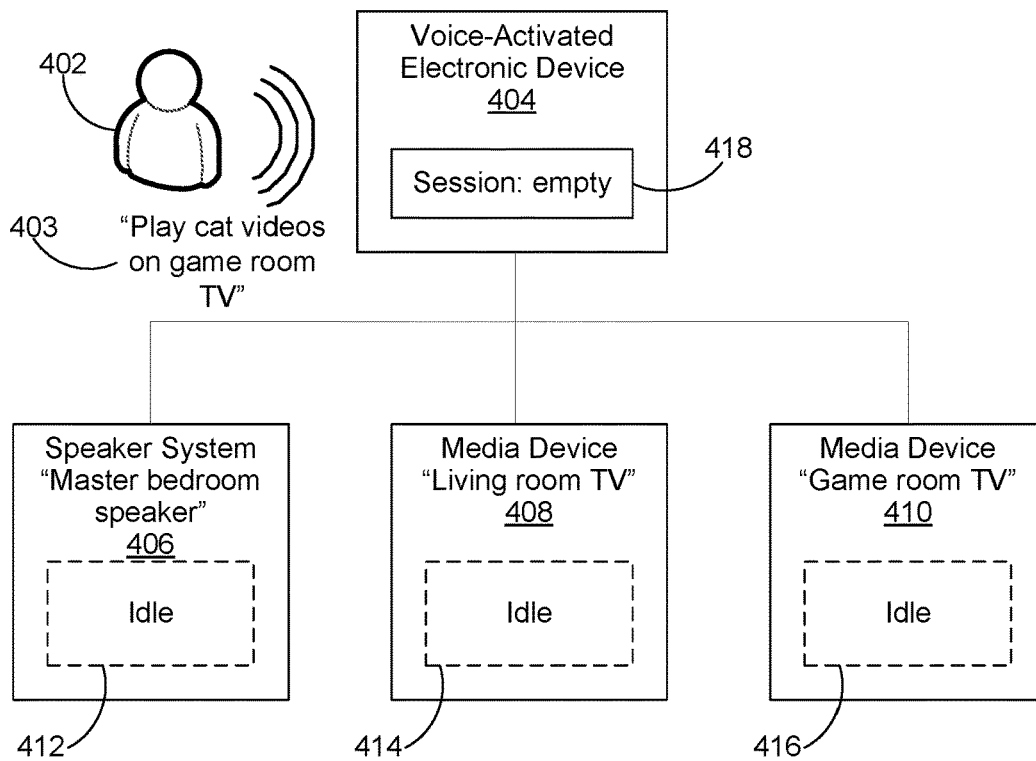 402
Voice-Activated
Electronic Device
404
Session: empty
418
403
“Play cat videos
on game room
TV”
Speaker System
“Master bedroom
speaker”
406
Idle
412
Media Device
“Living room TV”
408
Idle
414
Media Device
“Game room TV”
410
Idle
416